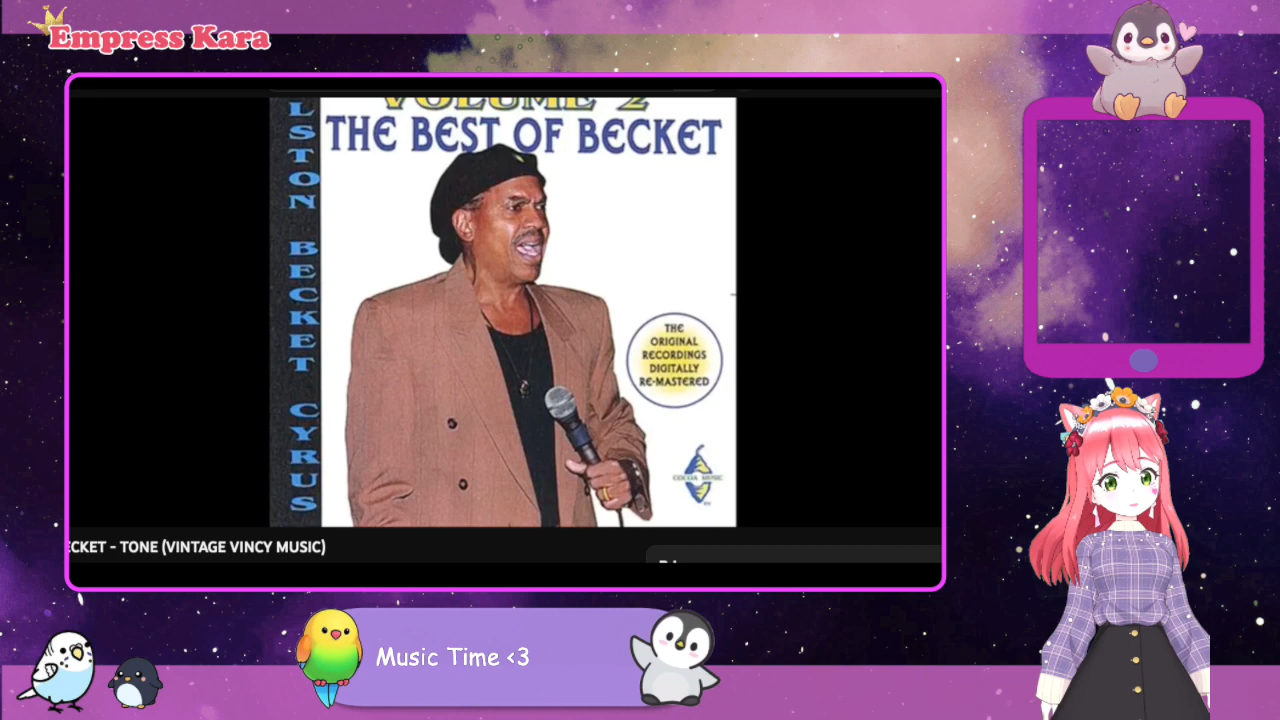 Empress Kara
VOLUME 2
THE BEST OF BECKET
LSTON BECKET CYRUS
THE
ORIGINAL
RECORDINGS
DIGITALLY
RE-MASTERED
COCOA MUSIC
ECKET - TONE (VINTAGE VINCY MUSIC)
Music Time <3